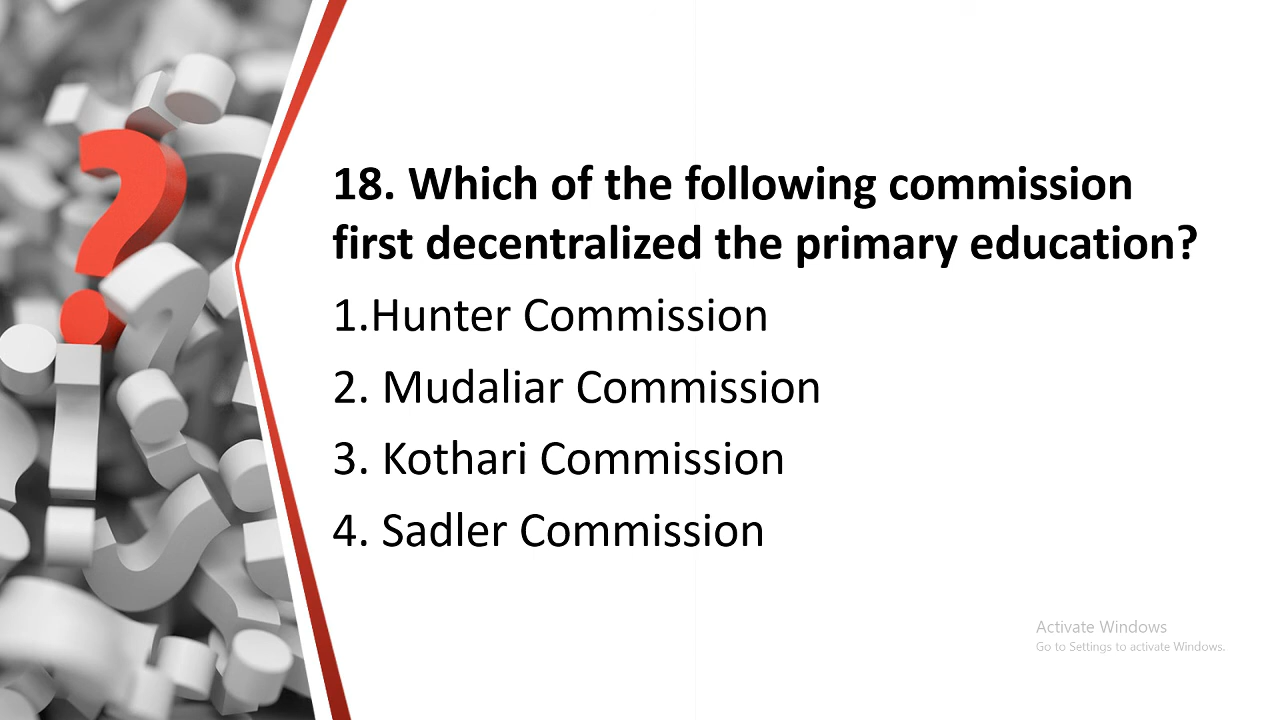 18. Which of the following commission
first decentralized the primary education?
1.Hunter Commission
2. Mudaliar Commission
3. Kothari Commission
4. Sadler Commission
Activate Windows
Go to Settings to activate Windows.